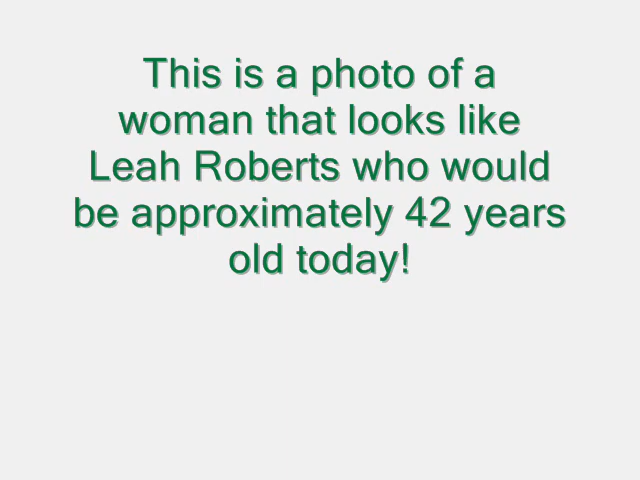 This is a photo of a
woman that looks like
Leah Roberts who would
be approximately 42 years
old today!